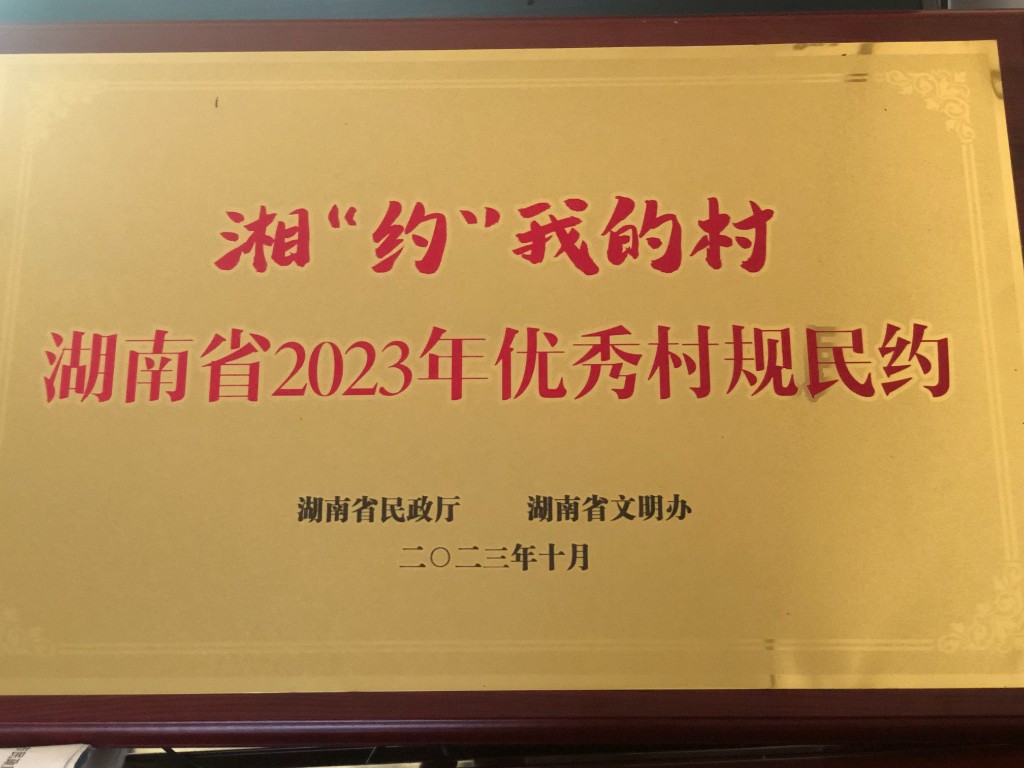 湘“约”我的村
湖南省2023年优秀村规民约
湖南省民政厅 湖南省文明办
二〇二三年十月